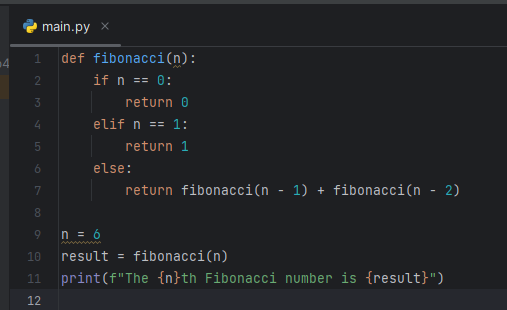 main.py
1 def fibonacci(n):
2     if n == 0:
3         return 0
4     elif n == 1:
5         return 1
6     else:
7         return fibonacci(n - 1) + fibonacci(n - 2)
8
9 n = 6
10 result = fibonacci(n)
11 print(f"The {n}th Fibonacci number is {result}")
12